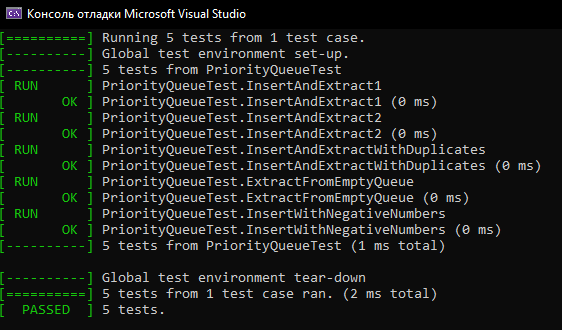 Консоль отладки Microsoft Visual Studio
[==========] Running 5 tests from 1 test case.
[----------] Global test environment set-up.
[----------] 5 tests from PriorityQueueTest
[ RUN      ] PriorityQueueTest.InsertAndExtract1
[       OK ] PriorityQueueTest.InsertAndExtract1 (0 ms)
[ RUN      ] PriorityQueueTest.InsertAndExtract2
[       OK ] PriorityQueueTest.InsertAndExtract2 (0 ms)
[ RUN      ] PriorityQueueTest.InsertAndExtractWithDuplicates
[       OK ] PriorityQueueTest.InsertAndExtractWithDuplicates (0 ms)
[ RUN      ] PriorityQueueTest.ExtractFromEmptyQueue
[       OK ] PriorityQueueTest.ExtractFromEmptyQueue (0 ms)
[ RUN      ] PriorityQueueTest.InsertWithNegativeNumbers
[       OK ] PriorityQueueTest.InsertWithNegativeNumbers (0 ms)
[----------] 5 tests from PriorityQueueTest (1 ms total)

[----------] Global test environment tear-down
[==========] 5 tests from 1 test case ran. (2 ms total)
[  PASSED  ] 5 tests.